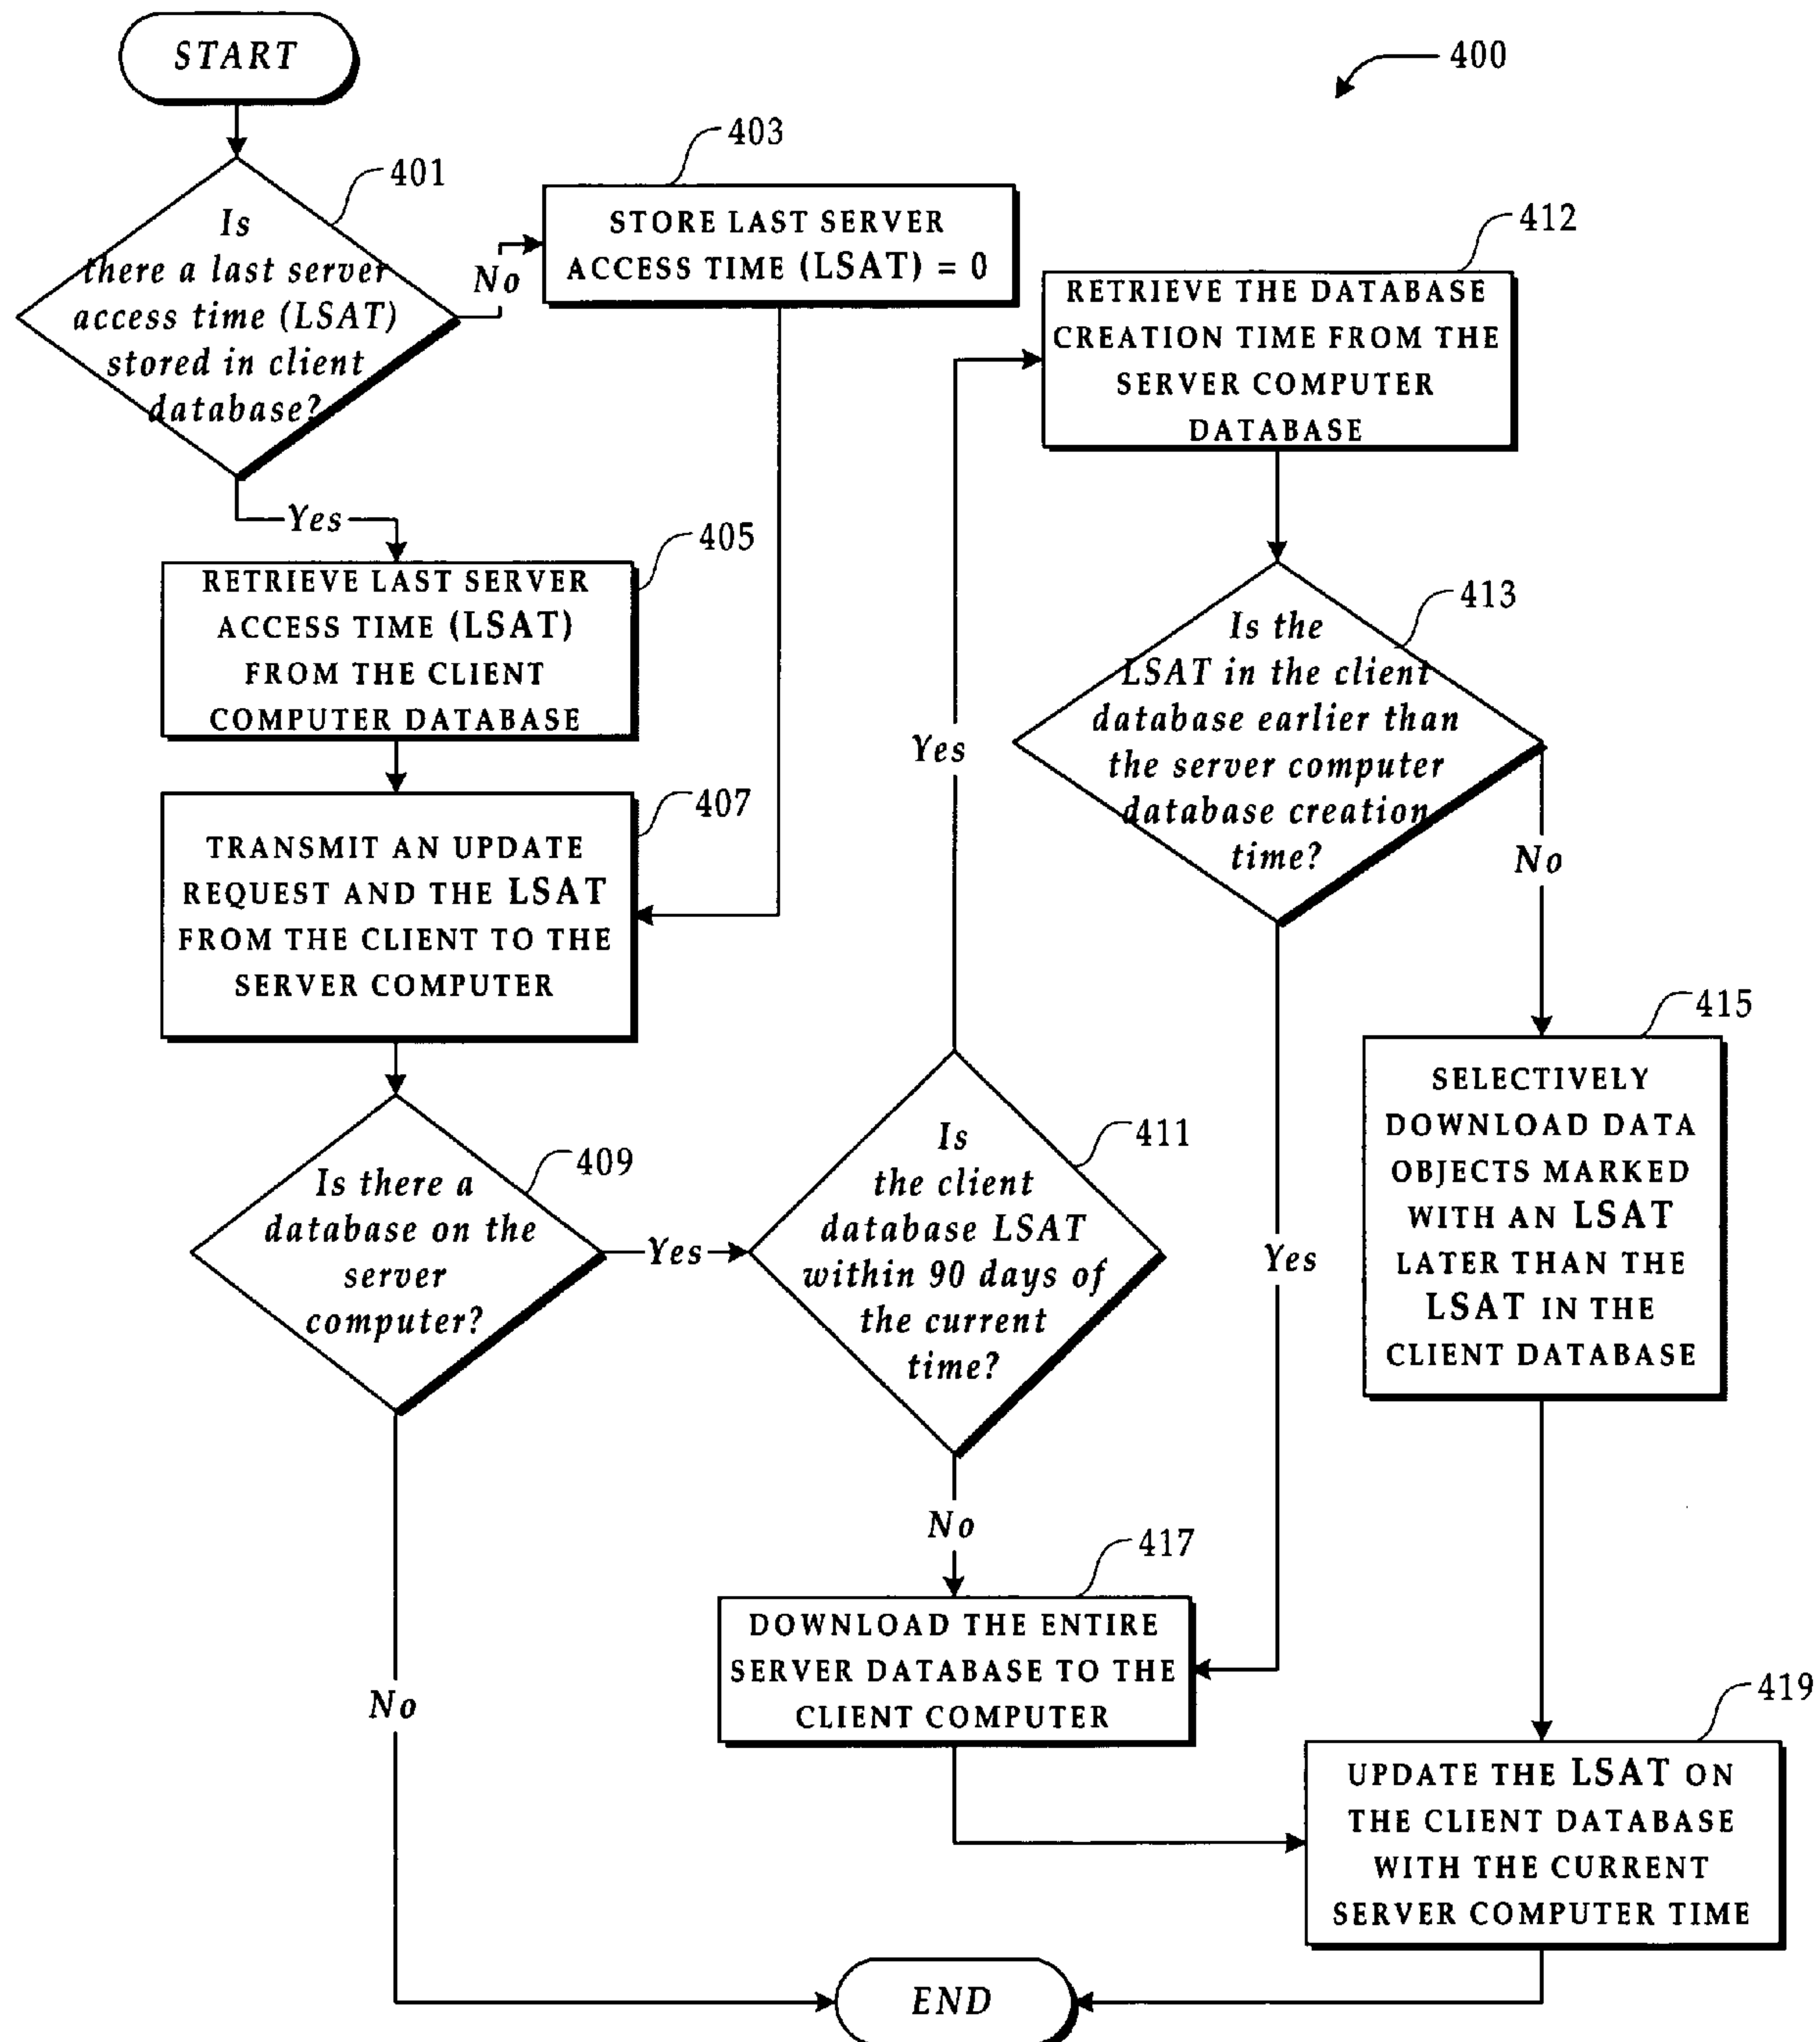 START
400
401
Is
there a last server
access time (LSAT)
stored in client
database?
No
403
STORE LAST SERVER
ACCESS TIME (LSAT) = 0
Yes
405
RETRIEVE LAST SERVER
ACCESS TIME (LSAT)
FROM THE CLIENT
COMPUTER DATABASE
407
TRANSMIT AN UPDATE
REQUEST AND THE LSAT
FROM THE CLIENT TO THE
SERVER COMPUTER
409
Is there a
database on the
server
computer?
Yes
No
411
Is
the client
database LSAT
within 90 days of
the current
time?
Yes
No
412
RETRIEVE THE DATABASE
CREATION TIME FROM THE
SERVER COMPUTER
DATABASE
413
Is the
LSAT in the client
database earlier than
the server computer
database creation
time?
No
Yes
415
SELECTIVELY
DOWNLOAD DATA
OBJECTS MARKED
WITH AN LSAT
LATER THAN THE
LSAT IN THE
CLIENT DATABASE
417
DOWNLOAD THE ENTIRE
SERVER DATABASE TO THE
CLIENT COMPUTER
419
UPDATE THE LSAT ON
THE CLIENT DATABASE
WITH THE CURRENT
SERVER COMPUTER TIME
END